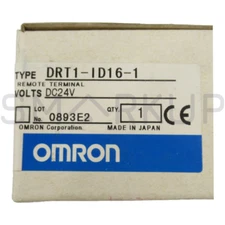 TYPE DRT1-ID16-1
REMOTE TERMINAL
VOLTS DC24V
LOT No. 0893E2 QTY. 1 CE
OMRON Corporation. MADE IN JAPAN
OMRON